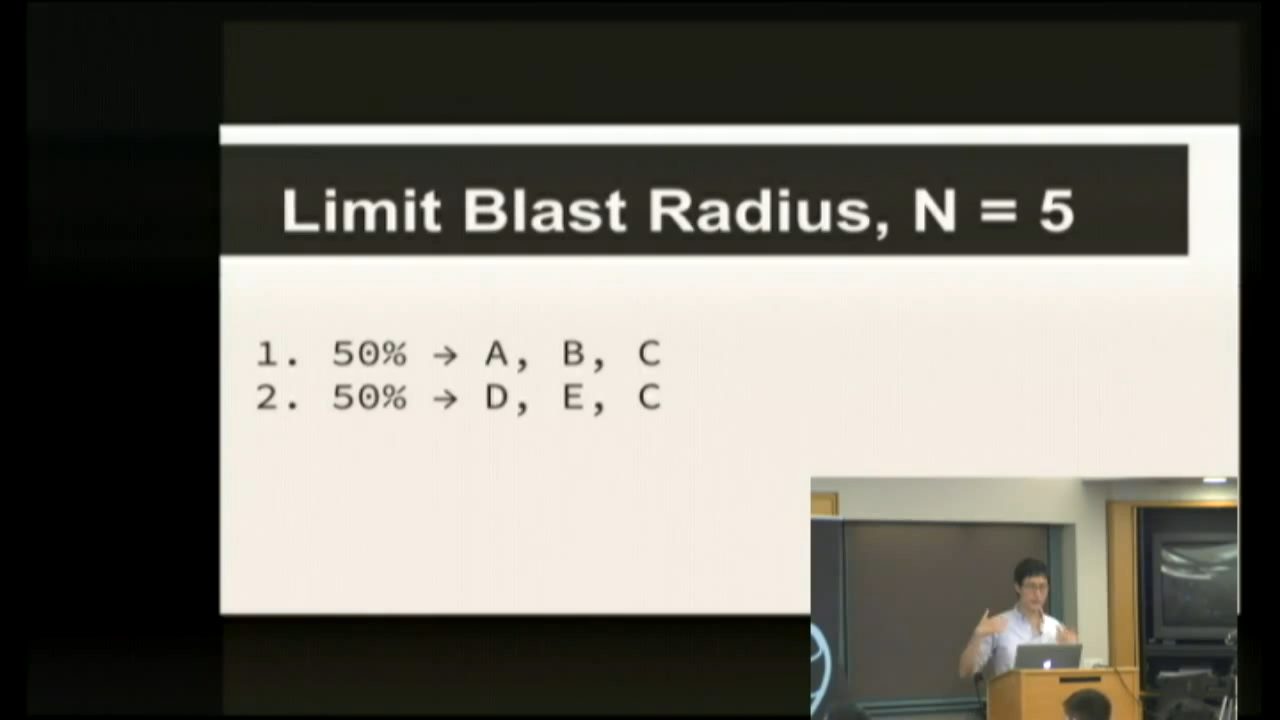 Limit Blast Radius, N = 5
1. 50% → A, B, C
2. 50% → D, E, C